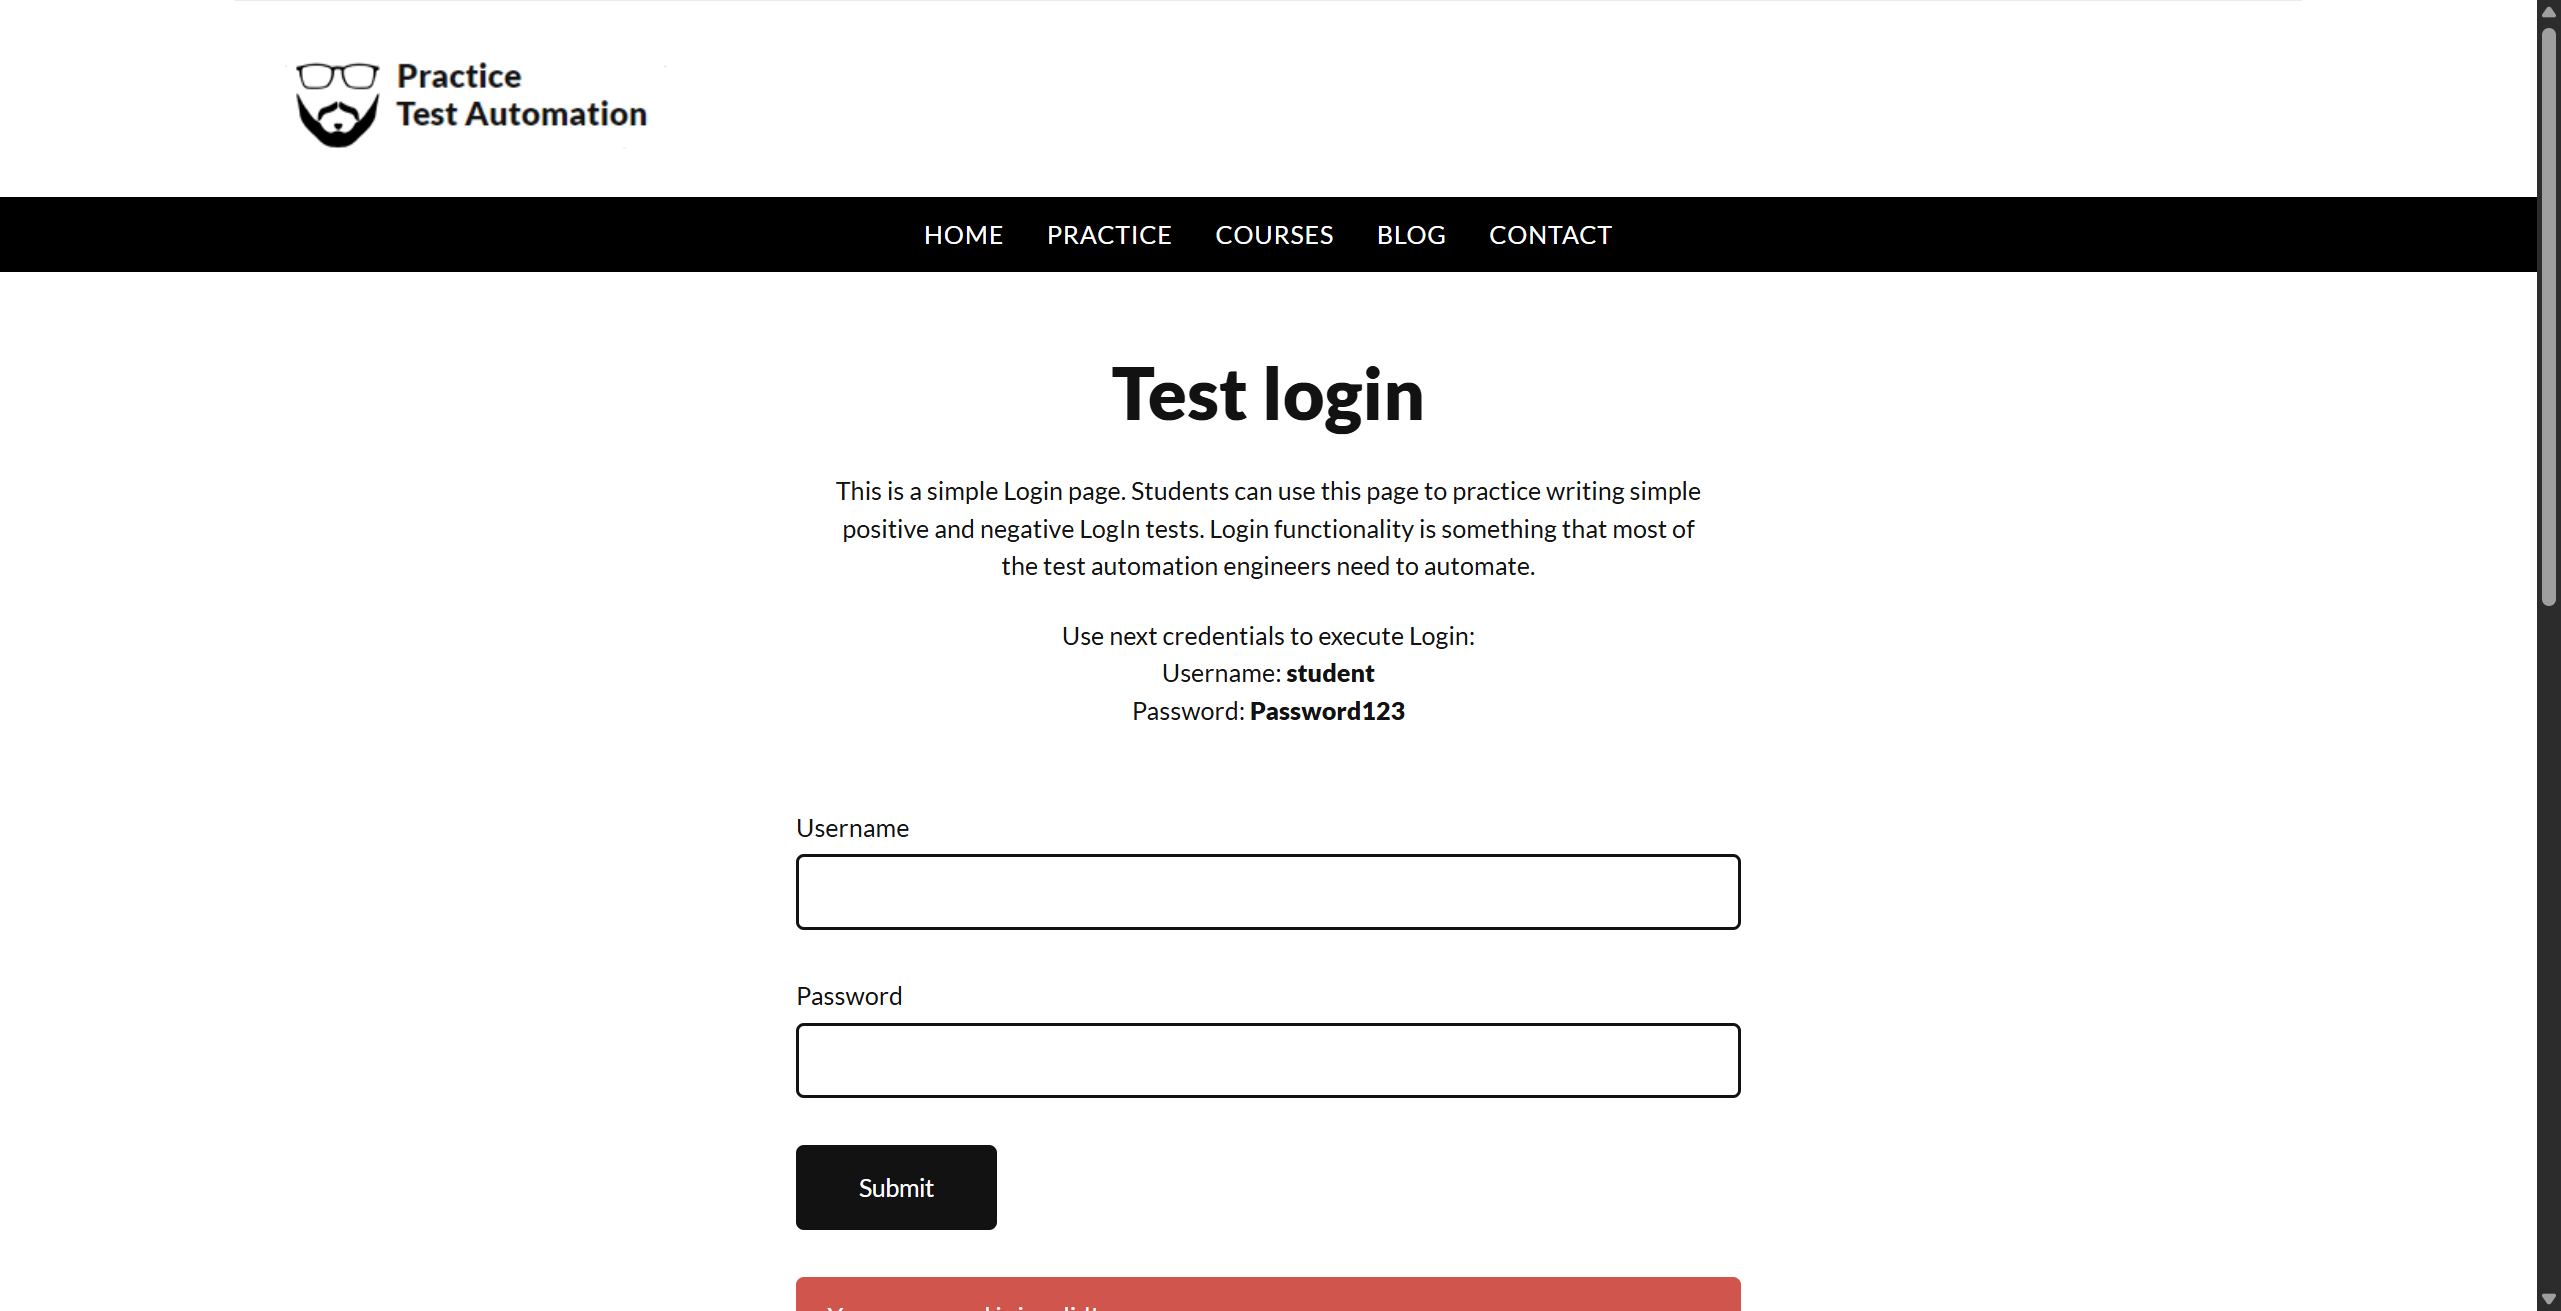 Practice
Test Automation
HOME PRACTICE COURSES BLOG CONTACT
Test login
This is a simple Login page. Students can use this page to practice writing simple
positive and negative LogIn tests. Login functionality is something that most of
the test automation engineers need to automate.
Use next credentials to execute Login:
Username: student
Password: Password123
Username
Password
Submit